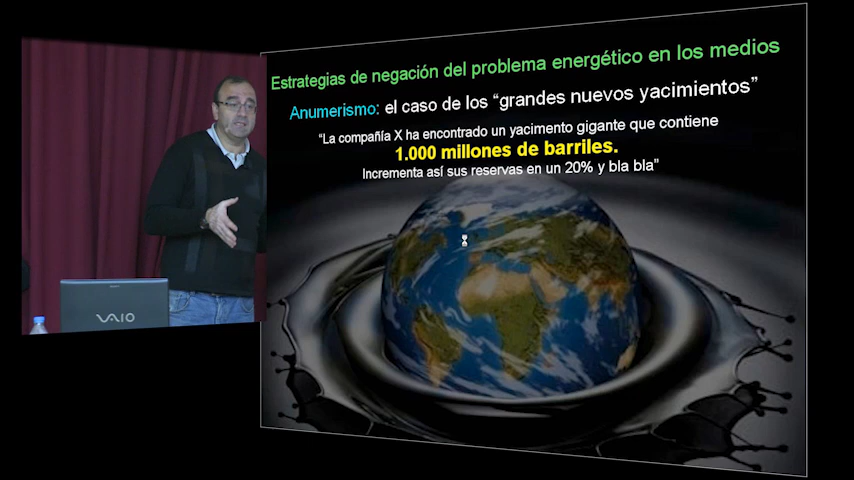 Estrategias de negación del problema energético en los medios
Anumerismo: el caso de los “grandes nuevos yacimientos”
“La compañía X ha encontrado un yacimento gigante que contiene
1.000 millones de barriles.
Incrementa así sus reservas en un 20% y bla bla”
VAIO